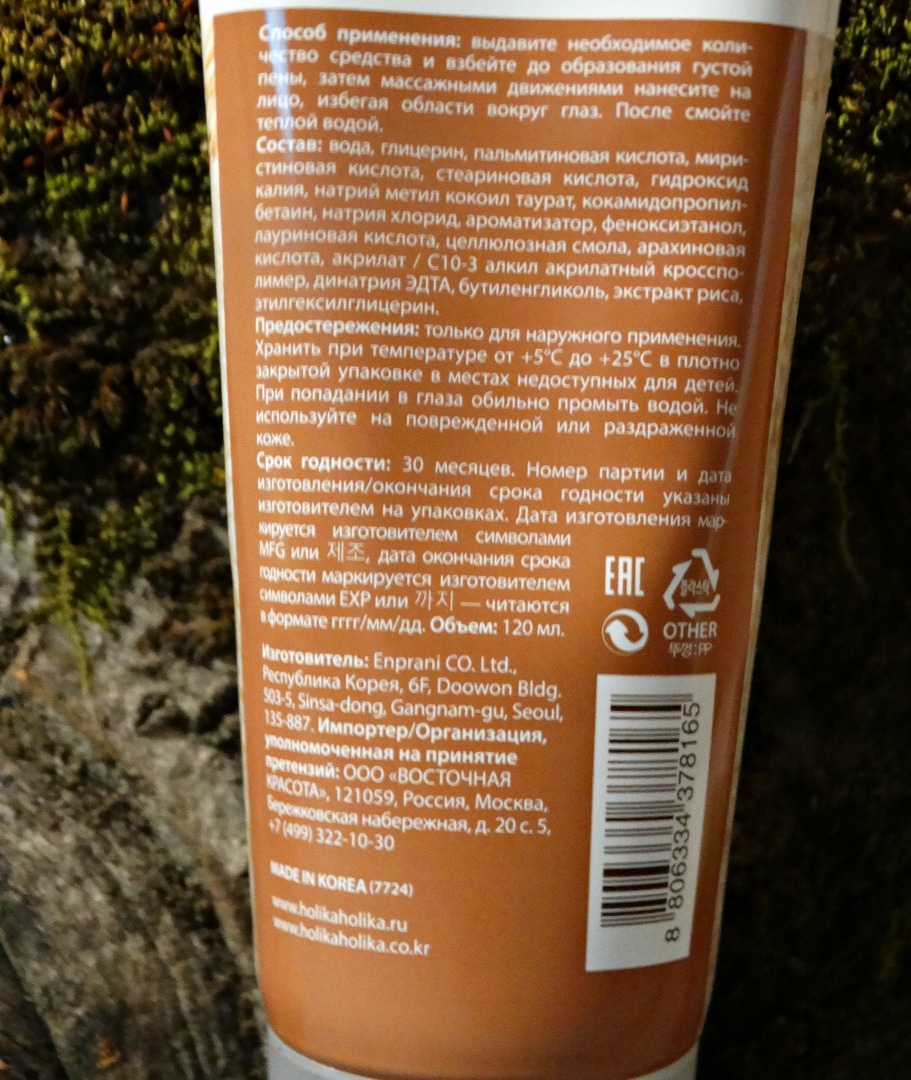 Способ применения: выдавите необходимое коли-
чество средства и взбейте до образования густой
пены, затем массажными движениями нанесите на
лицо, избегая области вокруг глаз. После смойте
теплой водой.
Состав: вода, глицерин, пальмитиновая кислота, мири-
стиновая кислота, стеариновая кислота, гидроксид
калия, натрий метил кокоил таурат, кокамидопропил-
бетаин, натрия хлорид, ароматизатор, феноксиэтанол,
лауриновая кислота, целлюлозная смола, арахиновая
кислота, акрилат / С10-3 алкил акрилатный кросспо-
лимер, динатрия ЭДТА, бутиленгликоль, экстракт риса,
этилгексилглицерин.
Предостережения: только для наружного применения.
Хранить при температуре от +5°С до +25°С в плотно
закрытой упаковке в местах недоступных для детей.
При попадании в глаза обильно промыть водой. Не
используйте на поврежденной или раздраженной
коже.
Срок годности: 30 месяцев. Номер партии и дата
изготовления/окончания срока годности указаны
изготовителем на упаковках. Дата изготовления мар-
кируется изготовителем символами
MFG или 제조, дата окончания срока
годности маркируется изготовителем
символами EXP или 까지 — читаются
в формате гггг/мм/дд. Объем: 120 мл.
EAC
플라스틱
OTHER
뚜껑:PP
Изготовитель: Enprani CO. Ltd.,
Республика Корея, 6F, Doowon Bldg.
503-5, Sinsa-dong, Gangnam-gu, Seoul,
135-887. Импортер/Организация,
уполномоченная на принятие
претензий: ООО «ВОСТОЧНАЯ
КРАСОТА», 121059, Россия, Москва,
Бережковская набережная, д. 20 с. 5,
+7 (499) 322-10-30
MADE IN KOREA (7724)
www.holikaholika.ru
www.holikaholika.co.kr
8 806334 378165